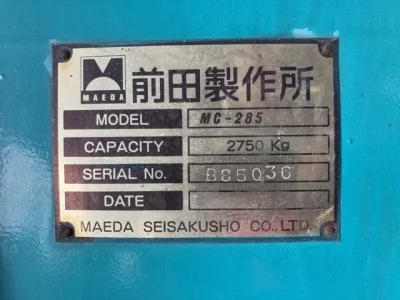 MAEDA
前田製作所
MODEL MC-285
CAPACITY 2750 Kg
SERIAL No. B85036
DATE
MAEDA SEISAKUSHO CO.,LTD.